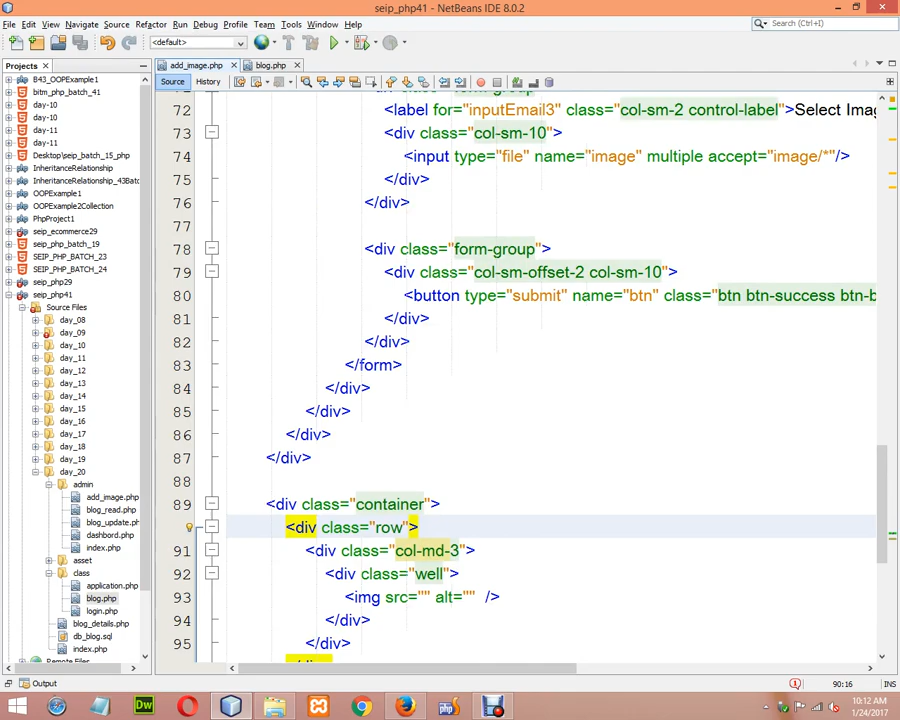 seip_php41 - NetBeans IDE 8.0.2
File Edit View Navigate Source Refactor Run Debug Profile Team Tools Window Help
Search (Ctrl+I)
<default>
Projects
add_image.php
blog.php
Source History
B43_OOPExample1
bitm_php_batch_41
day-10
day-10
day-11
day-11
Desktop\seip_batch_15_php
InheritanceRelationship
InheritanceRelationship_43Batc
OOPExample1
OOPExample2Collection
PhpProject1
seip_ecommerce29
seip_php_batch_19
SEIP_PHP_BATCH_23
SEIP_PHP_BATCH_24
seip_php29
seip_php41
Source Files
day_08
day_09
day_10
day_11
day_12
day_13
day_14
day_15
day_16
day_17
day_18
day_19
day_20
admin
add_image.php
blog_read.php
blog_update.ph
dashbord.php
index.php
asset
class
application.php
blog.php
login.php
blog_details.php
db_blog.sql
index.php
Remote Files
72 <label for="inputEmail3" class="col-sm-2 control-label">Select Imag
73 <div class="col-sm-10">
74 <input type="file" name="image" multiple accept="image/*"/>
75 </div>
76 </div>
77
78 <div class="form-group">
79 <div class="col-sm-offset-2 col-sm-10">
80 <button type="submit" name="btn" class="btn btn-success btn-b
81 </div>
82 </div>
83 </form>
84 </div>
85 </div>
86 </div>
87 </div>
88
89 <div class="container">
<div class="row">
91 <div class="col-md-3">
92 <div class="well">
93 <img src="" alt="" />
94 </div>
95 </div>
Output
90:16 INS
10:12 AM
1/24/2017